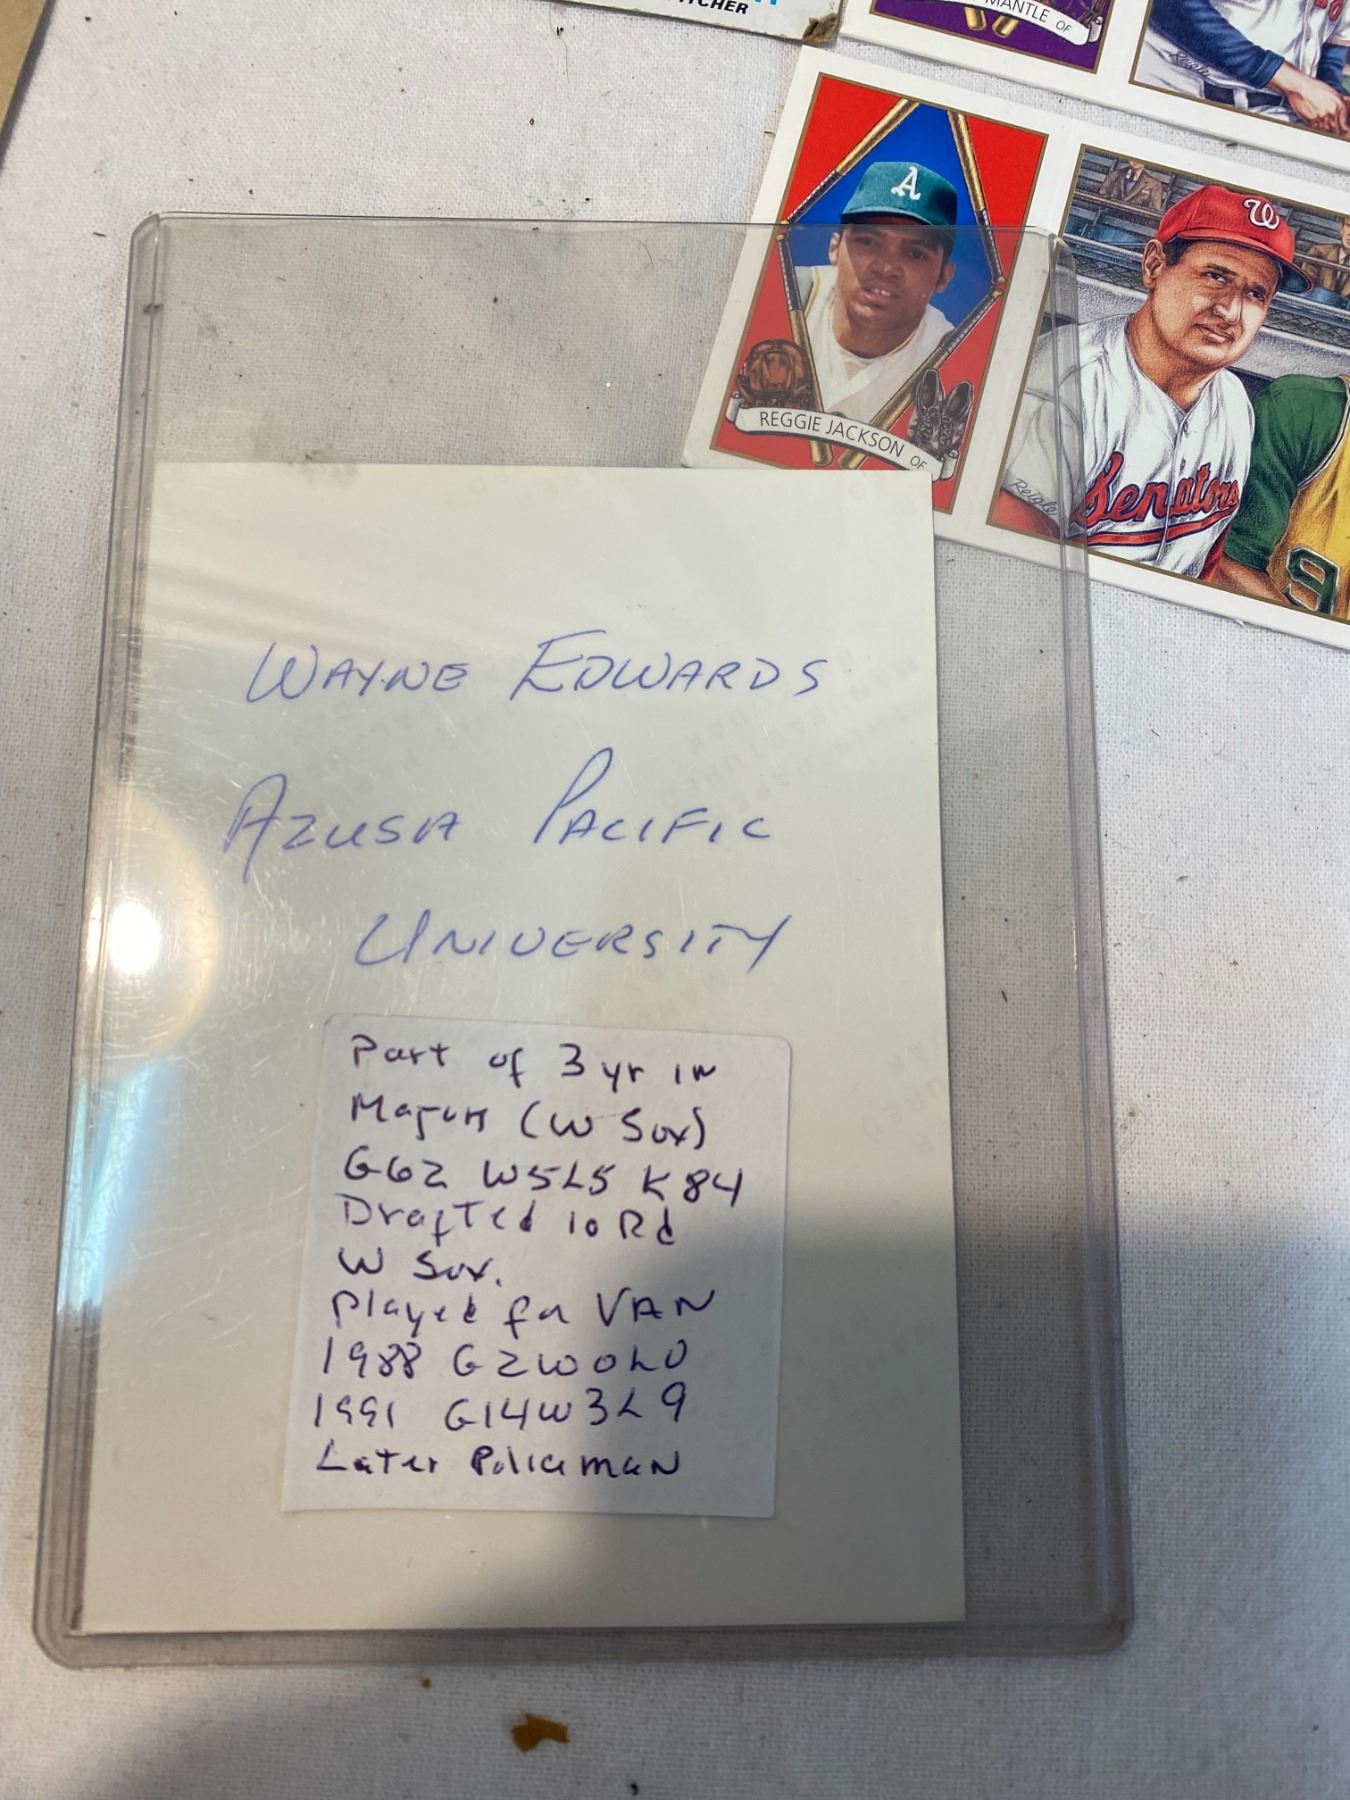 PITCHER
MANTLE OF
A
W
REGGIE JACKSON OF
Senators
9
WAYNE EDWARDS
AZUSA PACIFIC
UNIVERSITY
Part of 3 yr in
Majors (W Sox)
G62 W5L5 K84
Drafted 10 Rd
W Sox.
Played for VAN
1988 G2W0L0
1991 G14W3L9
Later Policeman